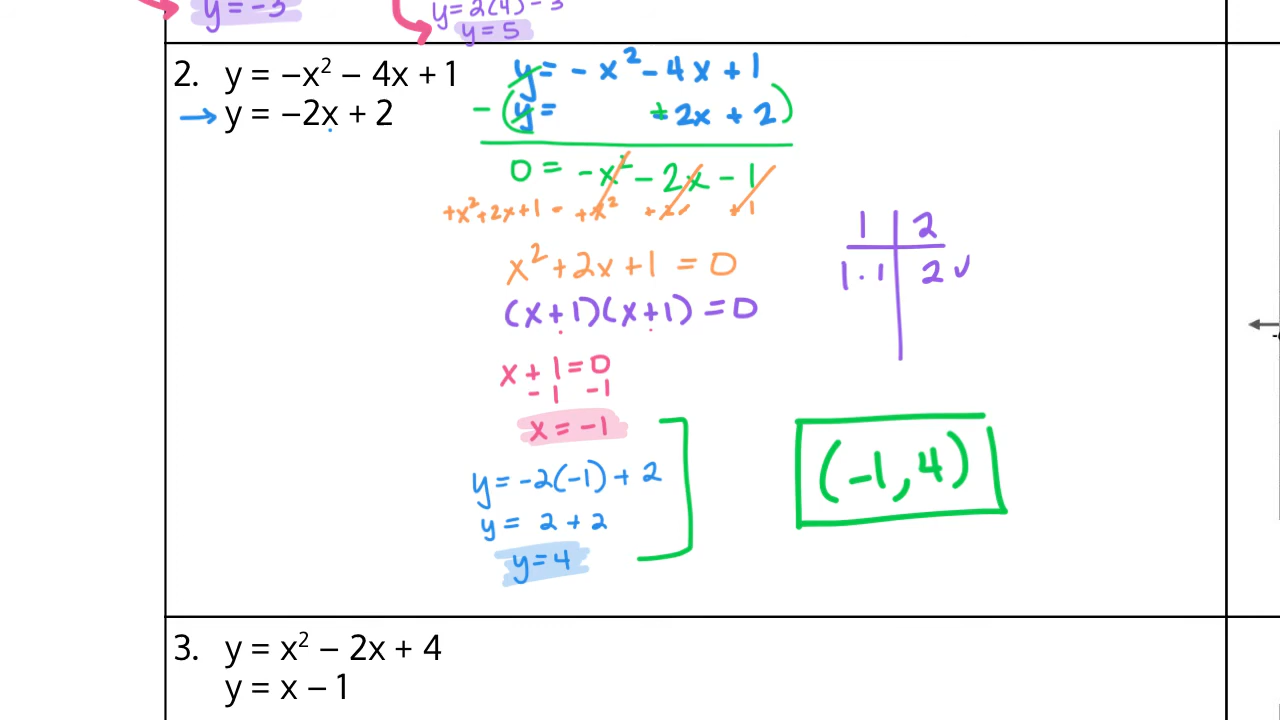 y = -3
y = 2(4) - 3
y = 5
2. y = −x² − 4x + 1
y = −2x + 2
y = - x² - 4x + 1
- (y = + 2x + 2)
0 = -x² - 2x - 1
+x² +2x +1 = +x² +2x +1
x² + 2x + 1 = 0
(x + 1)(x + 1) = 0
1 | 2
1 · 1 | 2 ✓
x + 1 = 0
- 1 -1
x = -1
y = -2(-1) + 2
y = 2 + 2
y = 4
(-1, 4)
3. y = x² − 2x + 4
y = x − 1